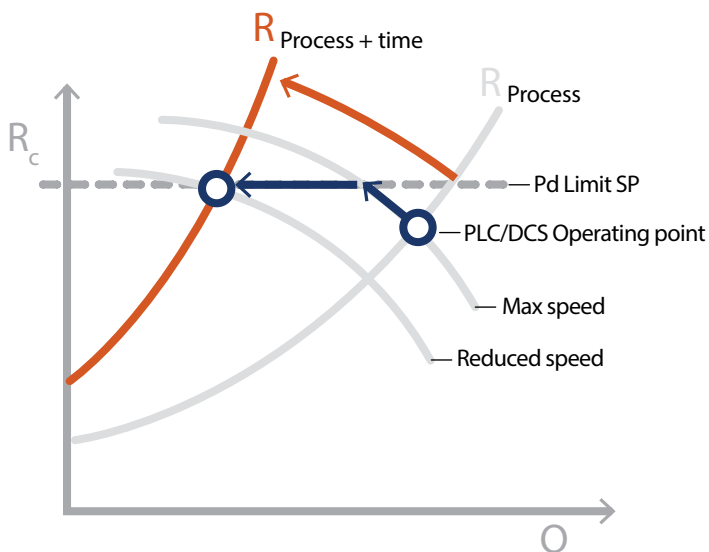 R Process + time
R Process
Rc
Pd Limit SP
PLC/DCS Operating point
Max speed
Reduced speed
Q